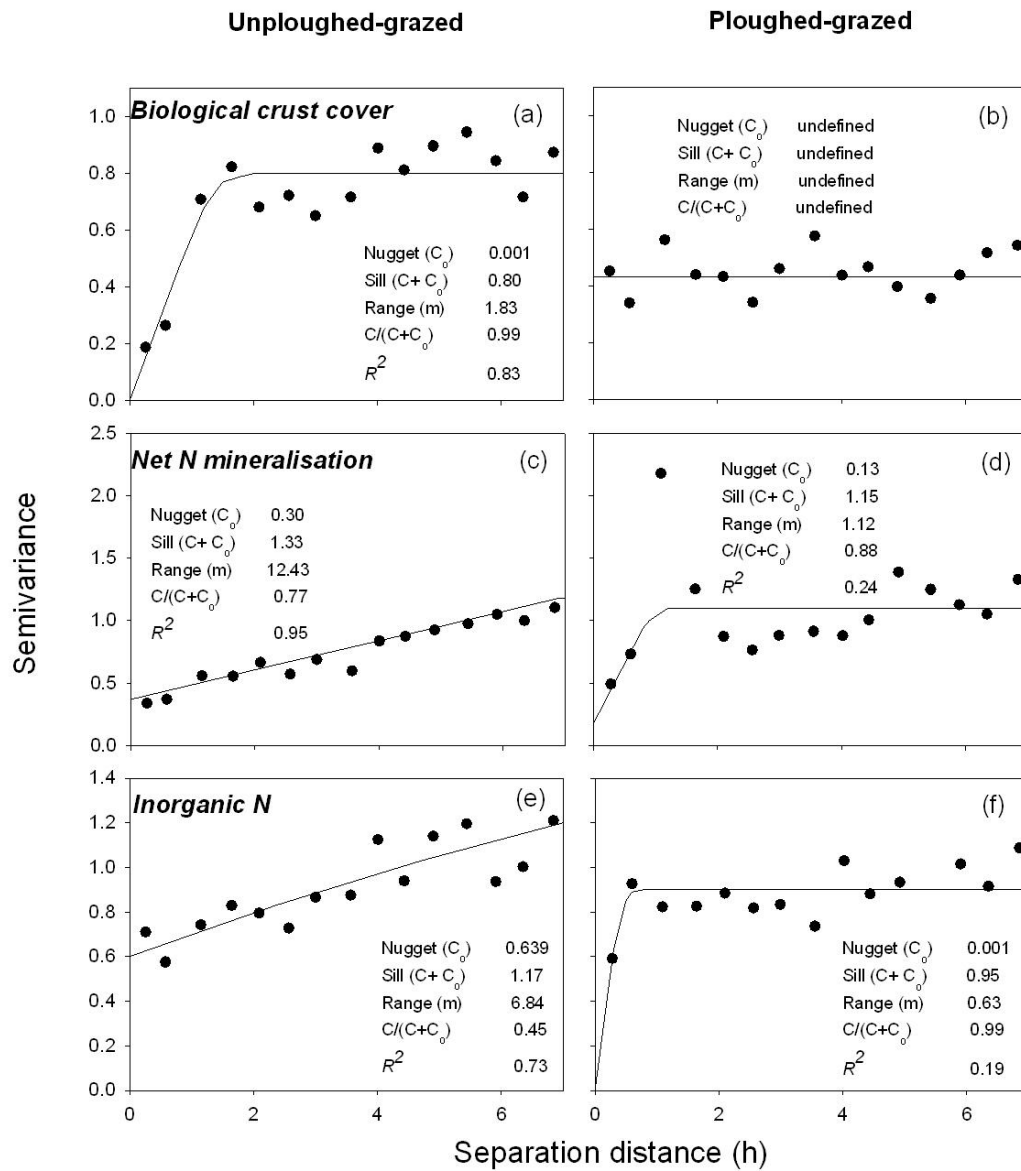 Unploughed-grazed Ploughed-grazed
Semivariance
Biological crust cover (a)
1.0
0.8
0.6
0.4
0.2
0.0
Nugget (C0) 0.001
Sill (C+ C0) 0.80
Range (m) 1.83
C/(C+C0) 0.99
R2 0.83
(b)
Nugget (C0) undefined
Sill (C+ C0) undefined
Range (m) undefined
C/(C+C0) undefined
Net N mineralisation (c)
2.5
2.0
1.5
1.0
0.5
0.0
Nugget (C0) 0.30
Sill (C+ C0) 1.33
Range (m) 12.43
C/(C+C0) 0.77
R2 0.95
(d)
Nugget (C0) 0.13
Sill (C+ C0) 1.15
Range (m) 1.12
C/(C+C0) 0.88
R2 0.24
Inorganic N (e)
1.4
1.2
1.0
0.8
0.6
0.4
0.2
0.0
Nugget (C0) 0.639
Sill (C+ C0) 1.17
Range (m) 6.84
C/(C+C0) 0.45
R2 0.73
(f)
Nugget (C0) 0.001
Sill (C+ C0) 0.95
Range (m) 0.63
C/(C+C0) 0.99
R2 0.19
0 2 4 6 0 2 4 6
Separation distance (h)